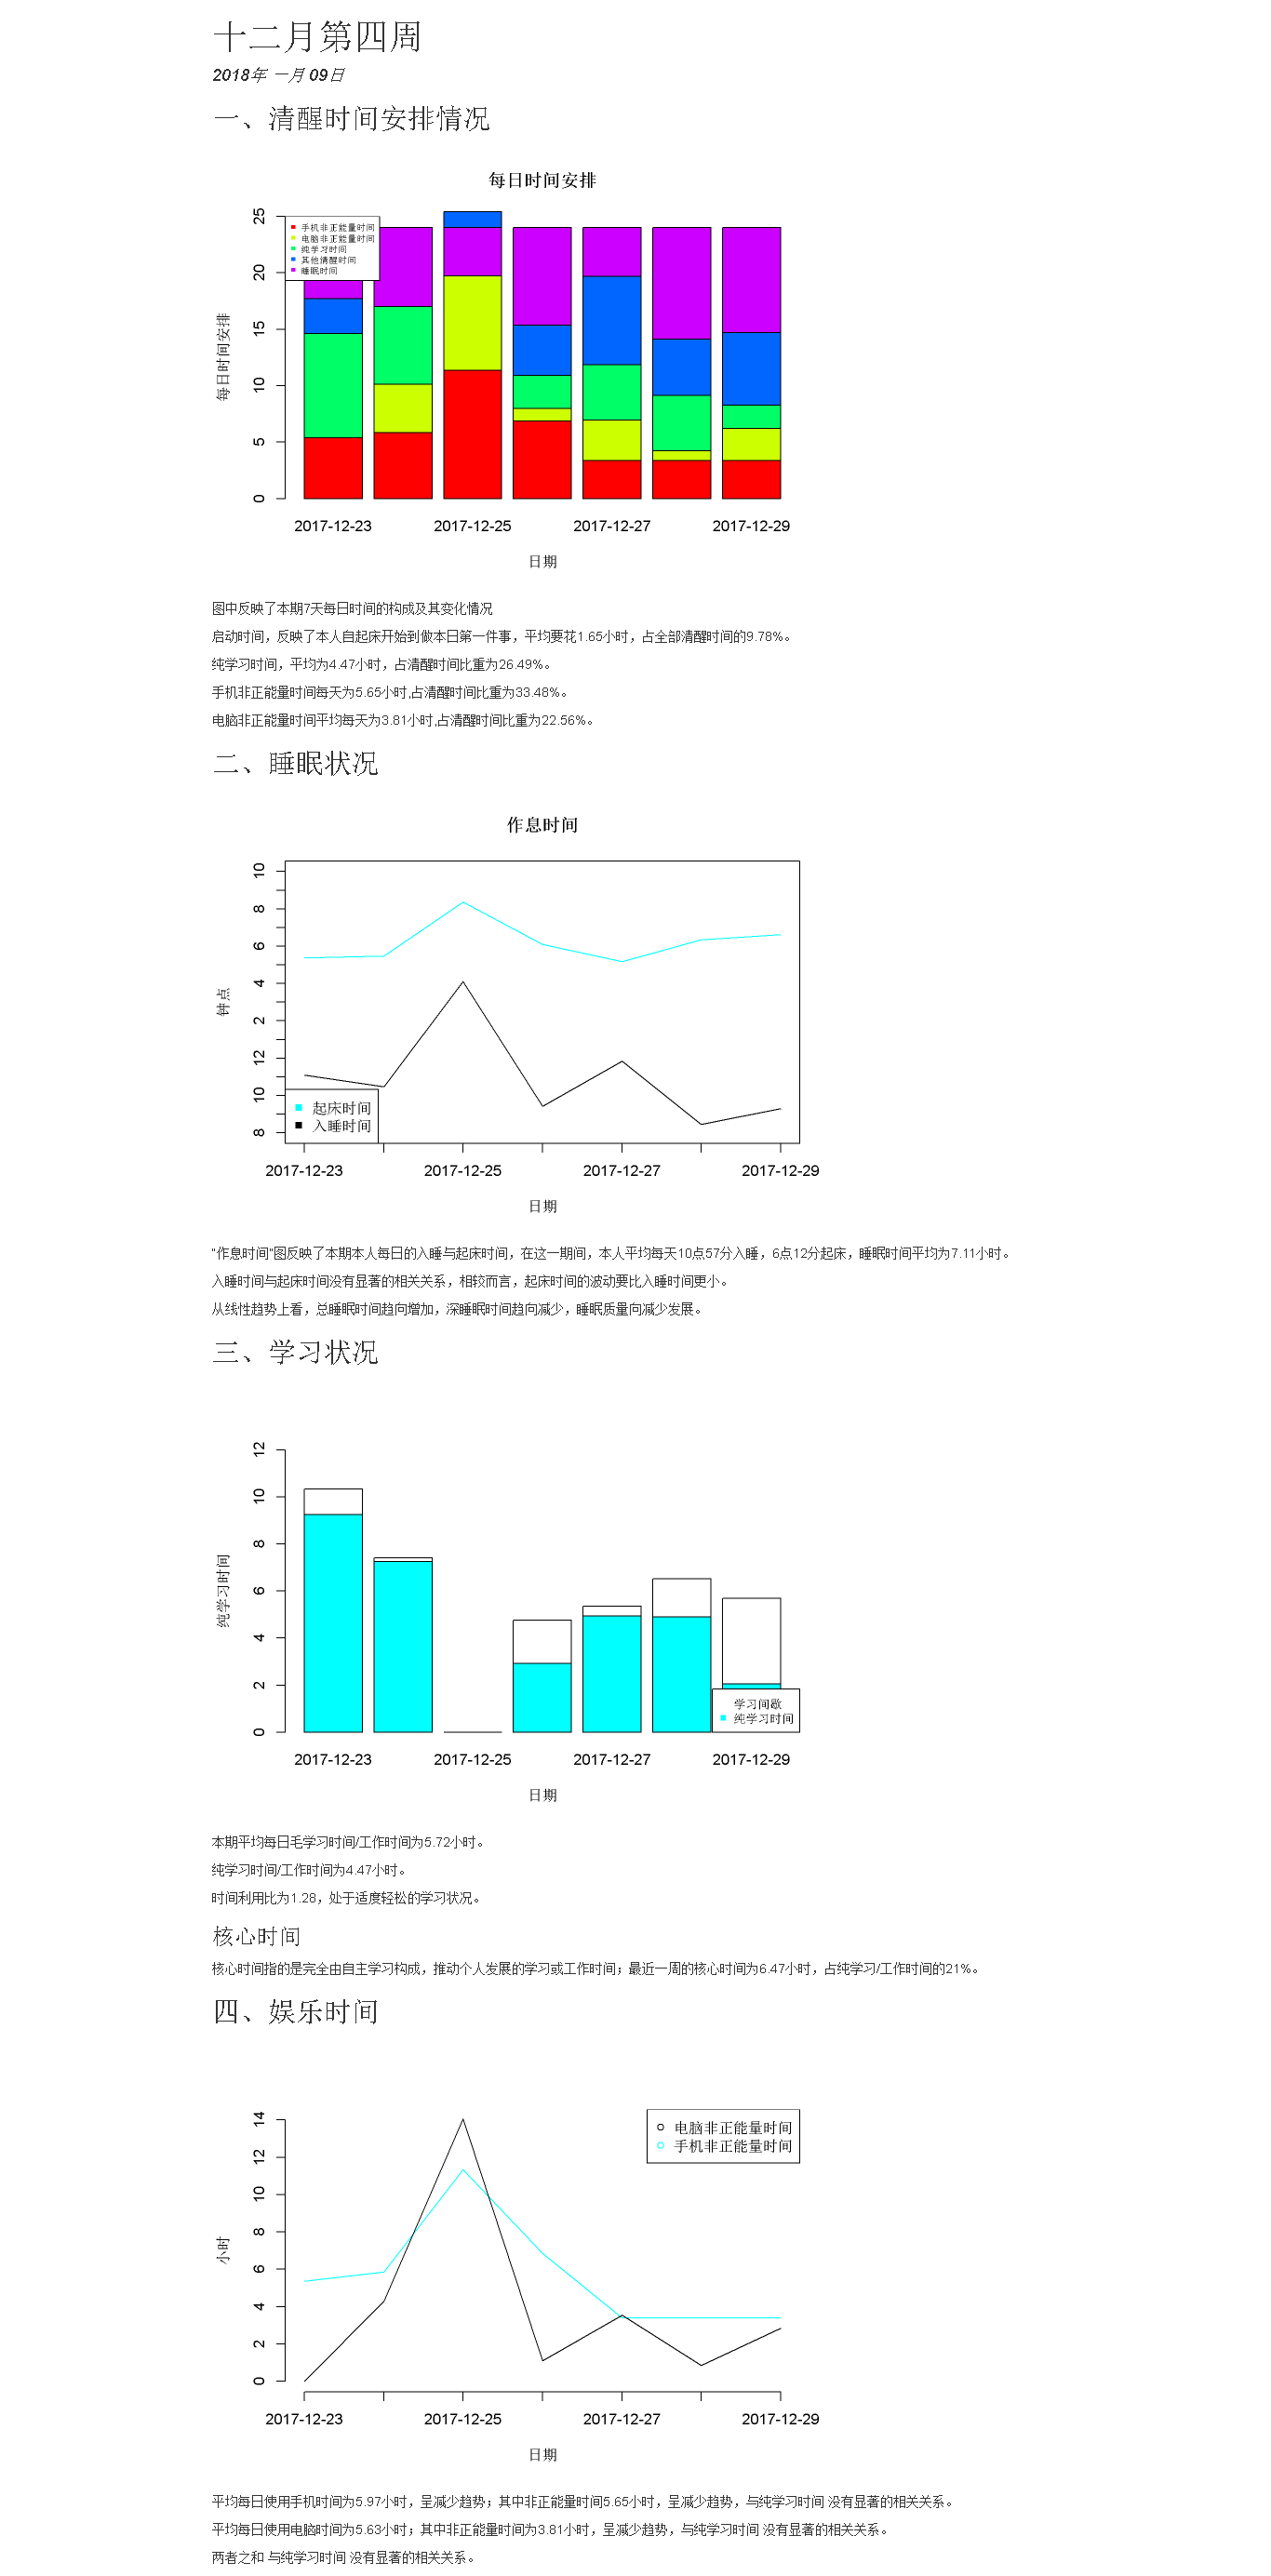 十二月第四周
2018年 一月 09日
一、清醒时间安排情况
每日时间安排
25
20
15
10
5
0
每日时间安排
手机非正能量时间
电脑非正能量时间
纯学习时间
其他清醒时间
睡眠时间
2017-12-23 2017-12-25 2017-12-27 2017-12-29
日期
图中反映了本期7天每日时间的构成及其变化情况
启动时间，反映了本人自起床开始到做本日第一件事，平均要花1.65小时，占全部清醒时间的9.78%。
纯学习时间，平均为4.47小时，占清醒时间比重为26.49%。
手机非正能量时间每天为5.65小时,占清醒时间比重为33.48%。
电脑非正能量时间平均每天为3.81小时,占清醒时间比重为22.56%。
二、睡眠状况
作息时间
10
8
6
4
2
12
10
8
钟点
起床时间
入睡时间
2017-12-23 2017-12-25 2017-12-27 2017-12-29
日期
"作息时间"图反映了本期本人每日的入睡与起床时间，在这一期间，本人平均每天10点57分入睡，6点12分起床，睡眠时间平均为7.11小时。
入睡时间与起床时间没有显著的相关关系，相较而言，起床时间的波动要比入睡时间更小。
从线性趋势上看，总睡眠时间趋向增加，深睡眠时间趋向减少，睡眠质量向减少发展。
三、学习状况
12
10
8
6
4
2
0
纯学习时间
学习间歇
纯学习时间
2017-12-23 2017-12-25 2017-12-27 2017-12-29
日期
本期平均每日毛学习时间/工作时间为5.72小时。
纯学习时间/工作时间为4.47小时。
时间利用比为1.28，处于适度轻松的学习状况。
核心时间
核心时间指的是完全由自主学习构成，推动个人发展的学习或工作时间；最近一周的核心时间为6.47小时，占纯学习/工作时间的21%。
四、娱乐时间
14
12
10
8
6
4
2
0
小时
电脑非正能量时间
手机非正能量时间
2017-12-23 2017-12-25 2017-12-27 2017-12-29
日期
平均每日使用手机时间为5.97小时，呈减少趋势；其中非正能量时间5.65小时，呈减少趋势，与纯学习时间 没有显著的相关关系。
平均每日使用电脑时间为5.63小时；其中非正能量时间为3.81小时，呈减少趋势，与纯学习时间 没有显著的相关关系。
两者之和 与纯学习时间 没有显著的相关关系。